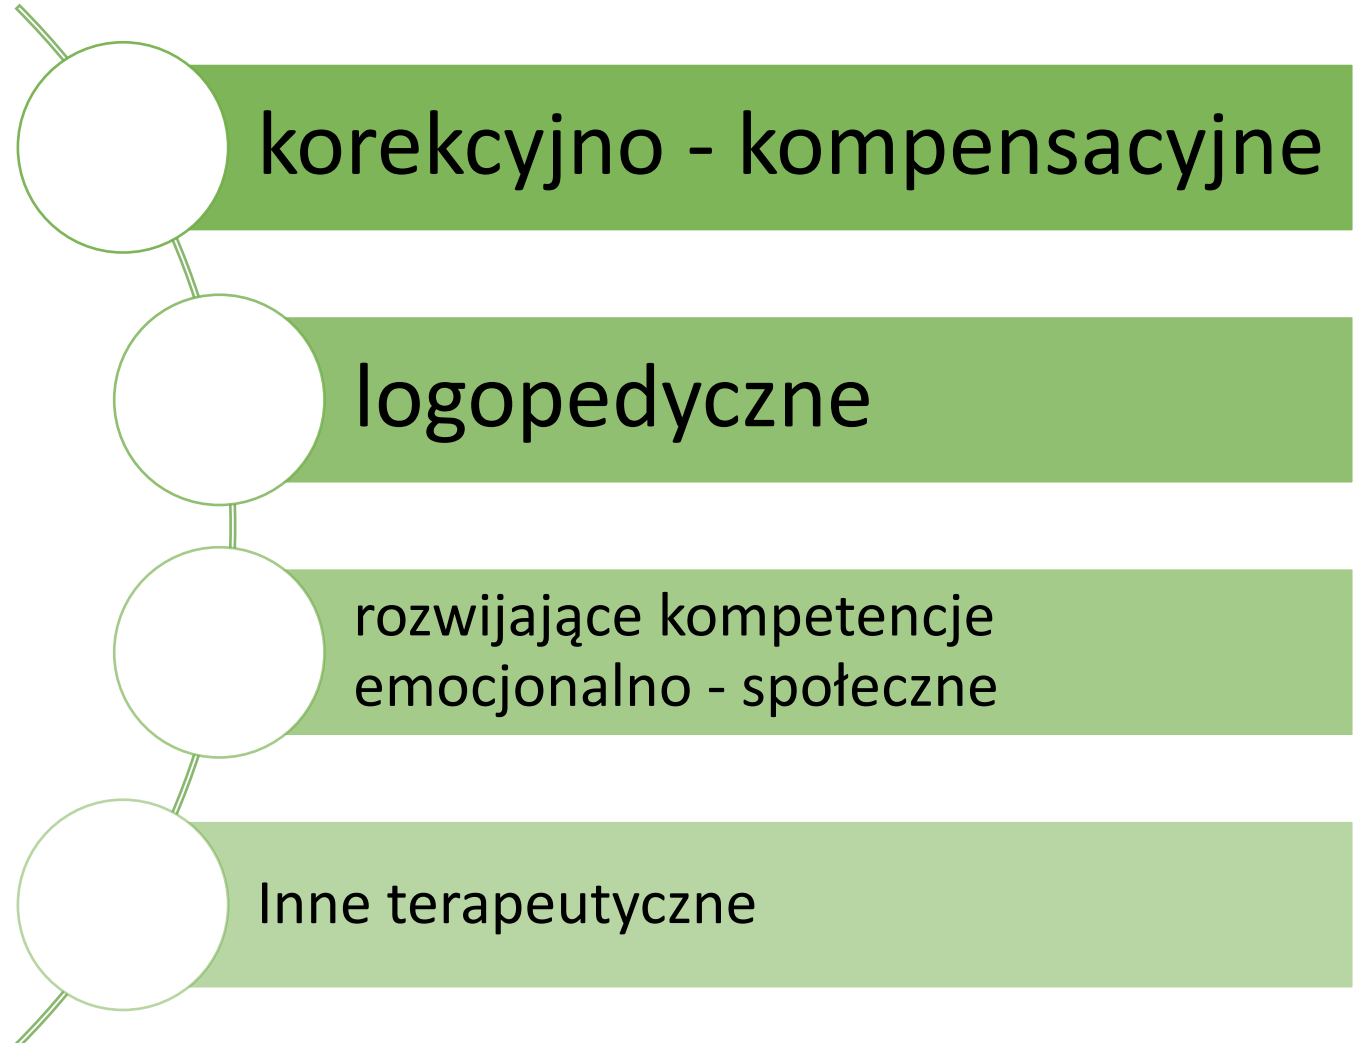 korekcyjno - kompensacyjne
logopedyczne
rozwijające kompetencje
emocjonalno - społeczne
Inne terapeutyczne